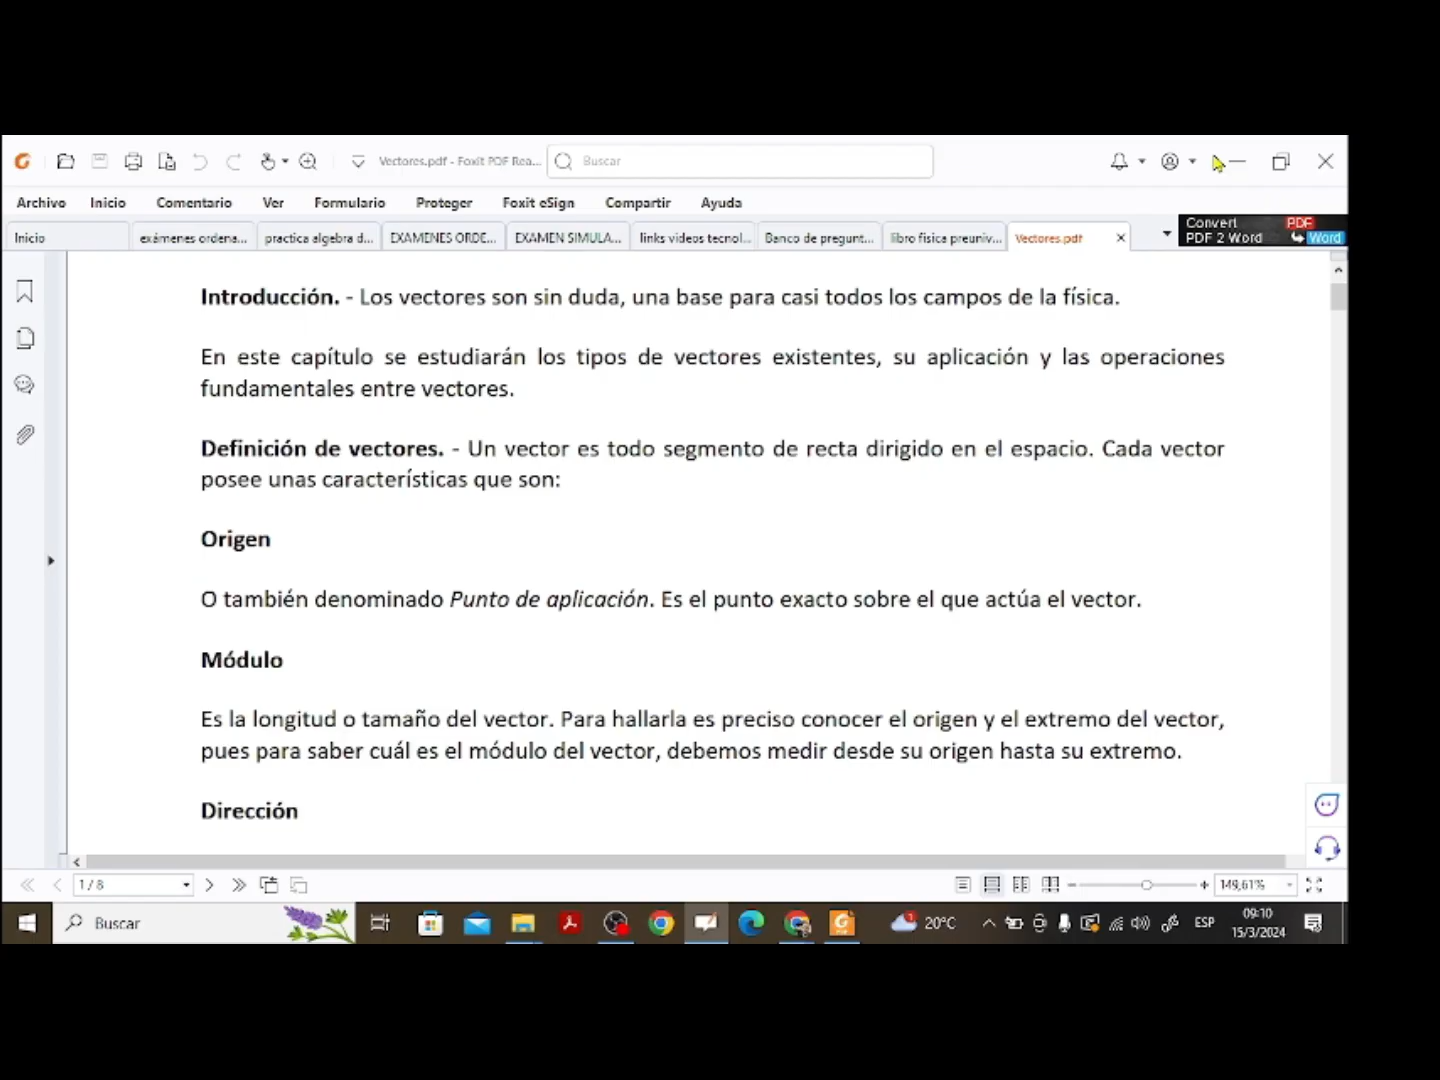 Vectores.pdf - Foxit PDF Rea...
Buscar
Archivo Inicio Comentario Ver Formulario Proteger Foxit eSign Compartir Ayuda
Inicio exámenes ordena... practica algebra d... EXAMENES ORDE... EXAMEN SIMULA... links videos tecnol... Banco de pregunt... libro fisica preuniv... Vectores.pdf
Convert PDF
PDF 2 Word Word
Introducción. - Los vectores son sin duda, una base para casi todos los campos de la física.
En este capítulo se estudiarán los tipos de vectores existentes, su aplicación y las operaciones
fundamentales entre vectores.
Definición de vectores. - Un vector es todo segmento de recta dirigido en el espacio. Cada vector
posee unas características que son:
Origen
O también denominado Punto de aplicación. Es el punto exacto sobre el que actúa el vector.
Módulo
Es la longitud o tamaño del vector. Para hallarla es preciso conocer el origen y el extremo del vector,
pues para saber cuál es el módulo del vector, debemos medir desde su origen hasta su extremo.
Dirección
1 / 8
149,61%
Buscar
20°C
ESP
09:10
15/3/2024